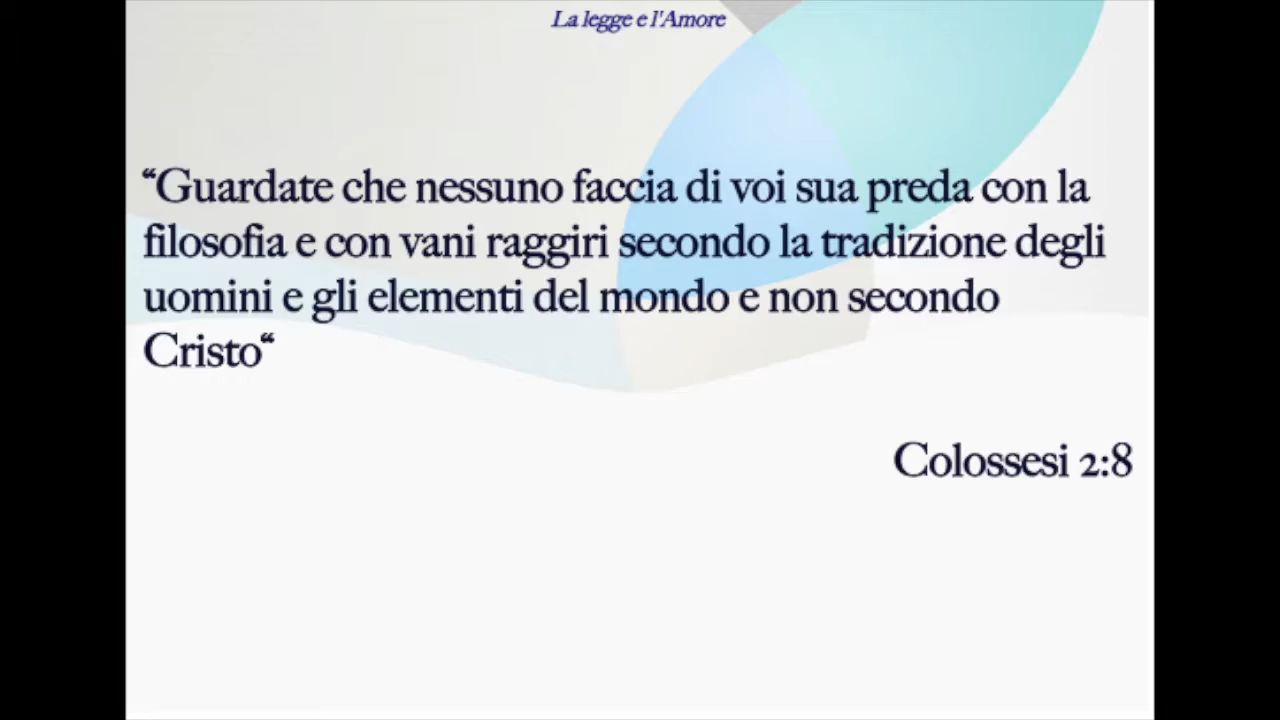 La legge e l'Amore
“Guardate che nessuno faccia di voi sua preda con la
filosofia e con vani raggiri secondo la tradizione degli
uomini e gli elementi del mondo e non secondo
Cristo“
Colossesi 2:8